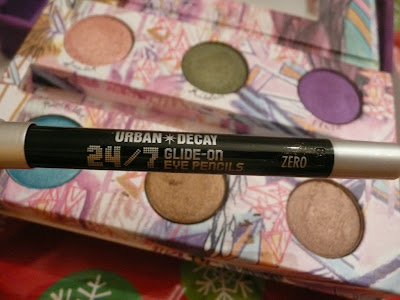 URBAN✴DECAY
24/7 GLIDE-ON
EYE PENCILS
ZERO